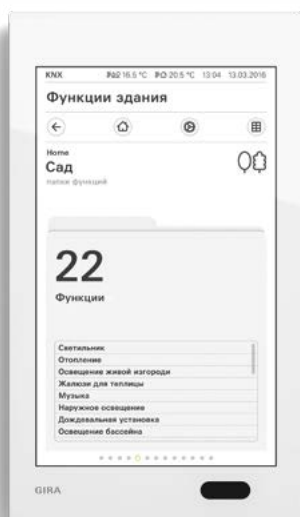 KNX 16.5 °C 20.5 °C 13:04 13.03.2016
Функции здания
Home
Сад
папки функций
22
Функции
Светильник
Отопление
Освещение живой изгороди
Жалюзи для теплицы
Музыка
Наружное освещение
Дождевальная установка
Освещение бассейна
GIRA